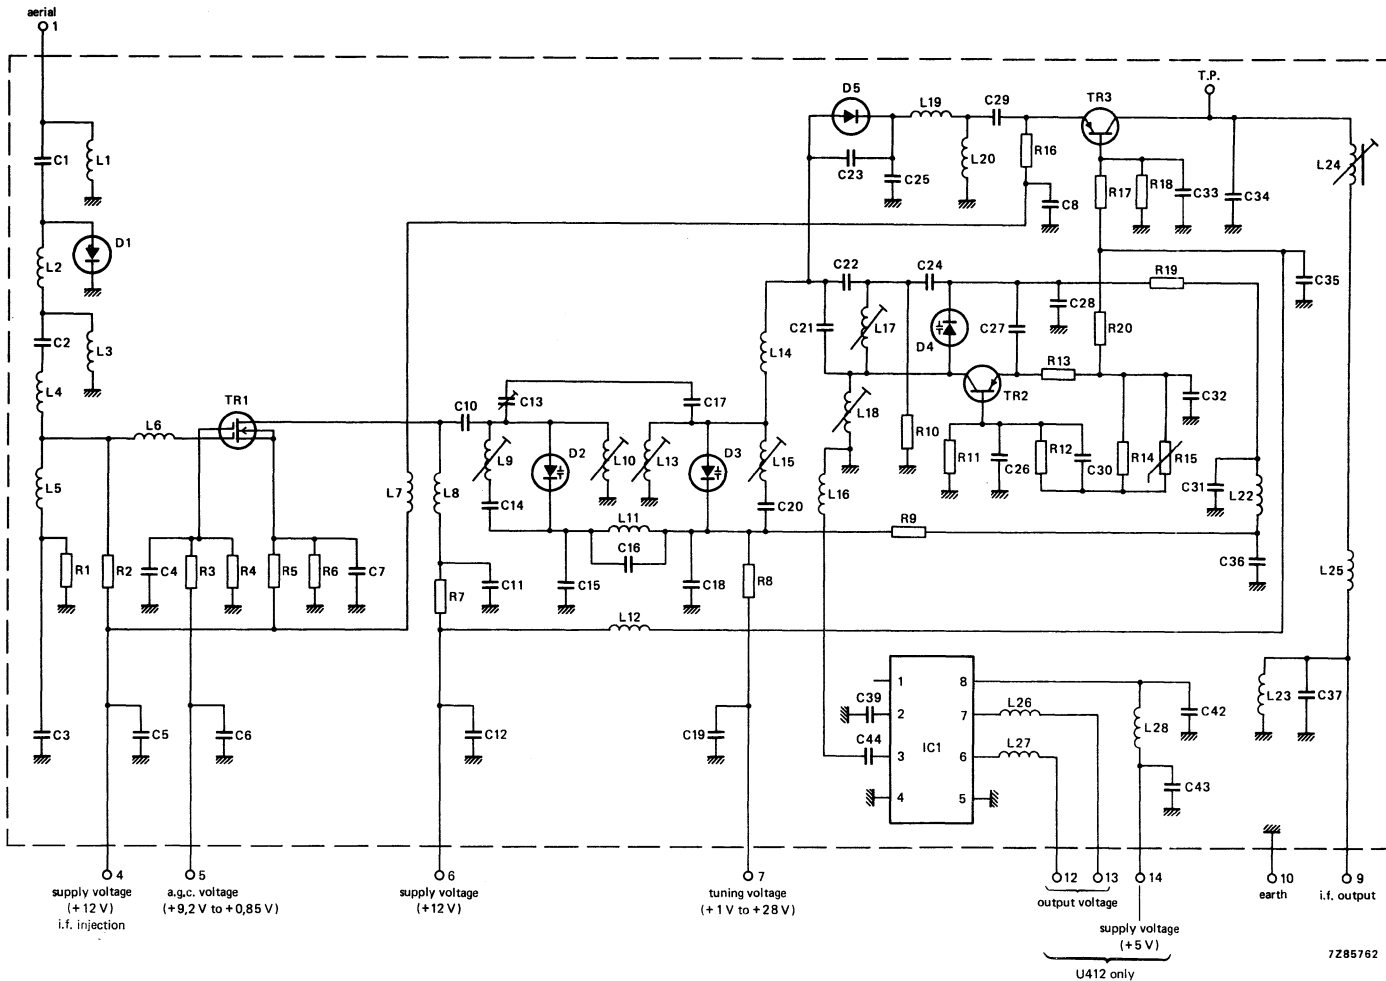 aerial
1
T.P.
D5
L19
C29
TR3
C1
L1
C23
C25
L20
R16
R17
R18
C33
C34
L24
C8
L2
D1
C22
C24
R19
C35
C2
L3
C21
L17
D4
C27
C28
R20
L14
L4
R13
TR1
C10
C13
C17
L18
TR2
C32
L6
L9
D2
L10
L13
D3
L15
R10
R11
C26
R12
C30
R14
R15
L5
L7
L8
C14
L16
C31
L22
L11
C20
R9
C16
R1
R2
C4
R3
R4
R5
R6
C7
C11
C15
C18
R8
C36
L25
R7
L12
1
8
C39
2
7
L26
L23
C37
C42
L28
C3
C5
C6
C12
C19
C44
3
IC1
6
L27
C43
4
5
4
5
6
7
12
13
14
10
9
supply voltage
(+12 V)
i.f. injection
a.g.c. voltage
(+9,2 V to +0,85 V)
supply voltage
(+12V)
tuning voltage
(+ 1 V to + 28 V)
output voltage
earth
i.f. output
supply voltage
(+5 V)
U412 only
7Z85762